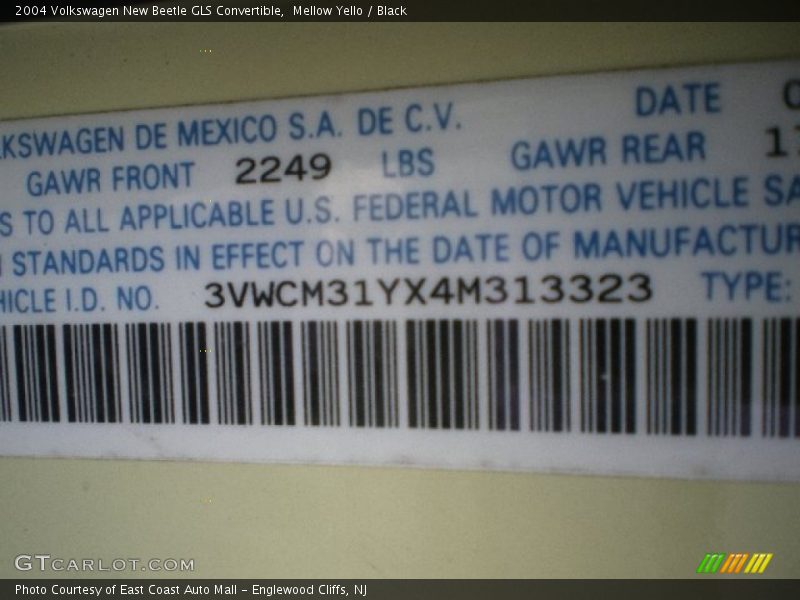 2004 Volkswagen New Beetle GLS Convertible,  Mellow Yello / Black
DATE
KSWAGEN DE MEXICO S.A. DE C.V.
GAWR FRONT 2249 LBS GAWR REAR
S TO ALL APPLICABLE U.S. FEDERAL MOTOR VEHICLE SA
STANDARDS IN EFFECT ON THE DATE OF MANUFACTUR
HICLE I.D. NO. 3VWCM31YX4M313323 TYPE:
GTCARLOT.COM
Photo Courtesy of East Coast Auto Mall – Englewood Cliffs, NJ